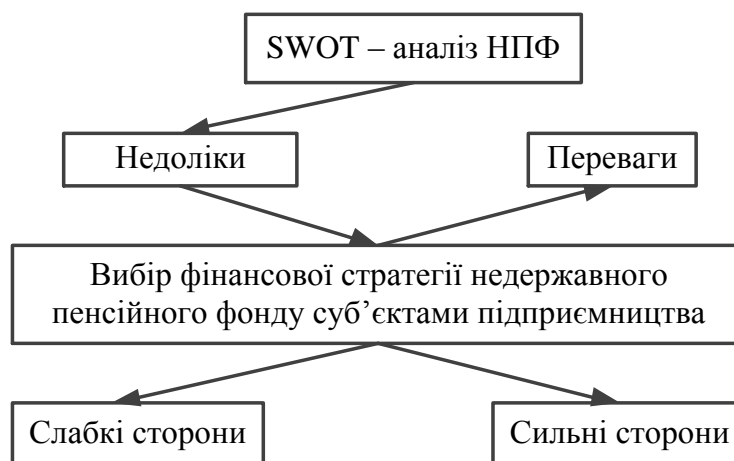 SWOT – аналіз НПФ
Недоліки
Переваги
Вибір фінансової стратегії недержавного
пенсійного фонду суб’єктами підприємництва
Слабкі сторони
Сильні сторони